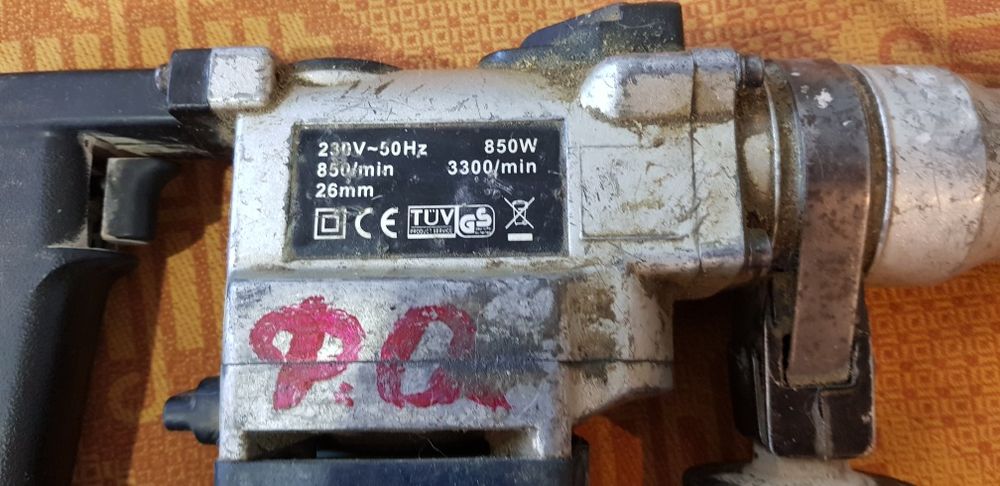 230V~50Hz 850W
850/min 3300/min
26mm
CE TÜV GS
PRODUCT SERVICE
P.Q